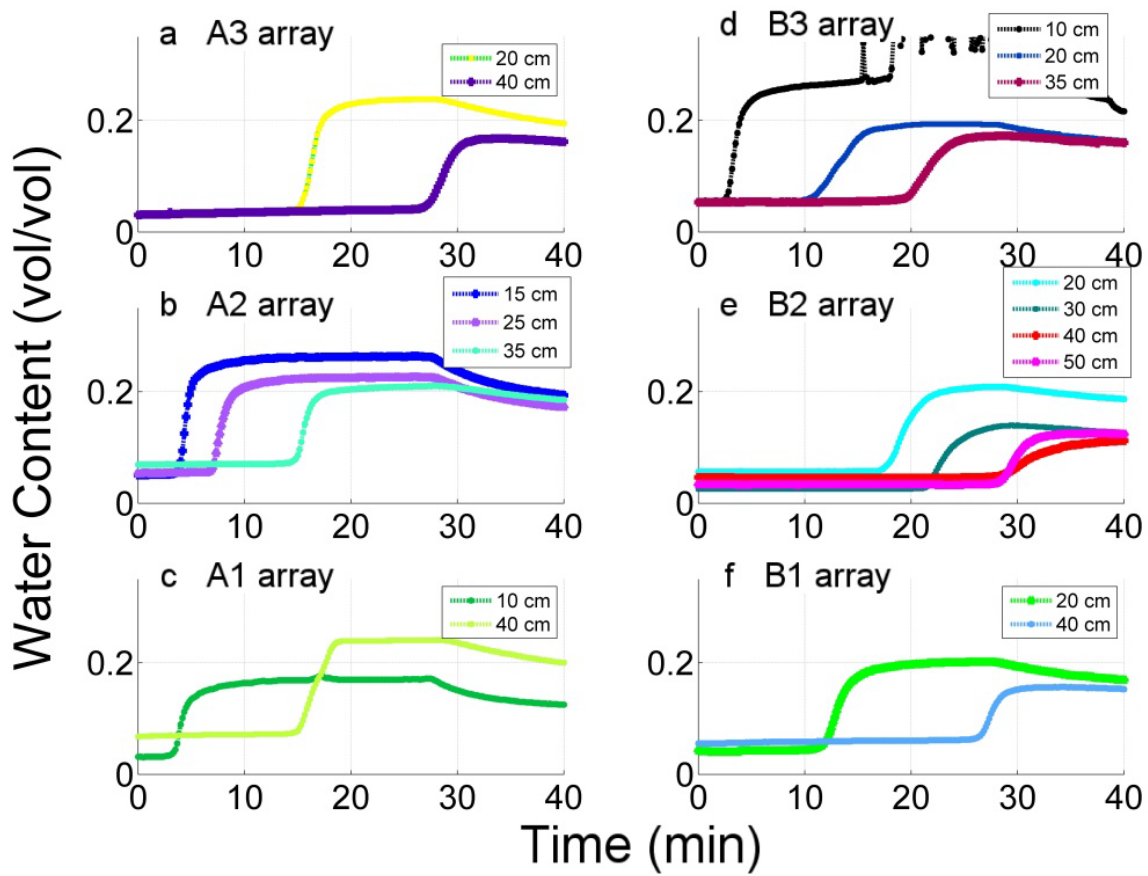 a A3 array
20 cm
40 cm
0.2
0
0 10 20 30 40
d B3 array
10 cm
20 cm
35 cm
0.2
0
0 10 20 30 40
b A2 array
15 cm
25 cm
35 cm
0.2
0
0 10 20 30 40
e B2 array
20 cm
30 cm
40 cm
50 cm
0.2
0
0 10 20 30 40
c A1 array
10 cm
40 cm
0.2
0
0 10 20 30 40
f B1 array
20 cm
40 cm
0.2
0
0 10 20 30 40
Water Content (vol/vol)
Time (min)